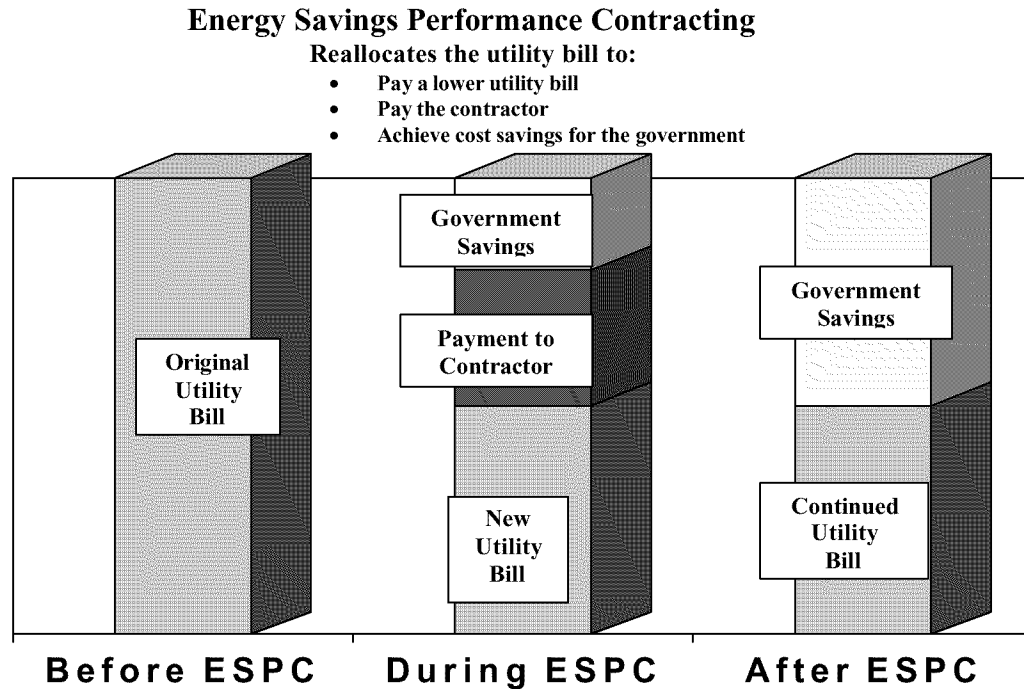 Energy Savings Performance Contracting
Reallocates the utility bill to:
• Pay a lower utility bill
• Pay the contractor
• Achieve cost savings for the government
Original
Utility
Bill
Government
Savings
Payment to
Contractor
New
Utility
Bill
Government
Savings
Continued
Utility
Bill
Before ESPC
During ESPC
After ESPC